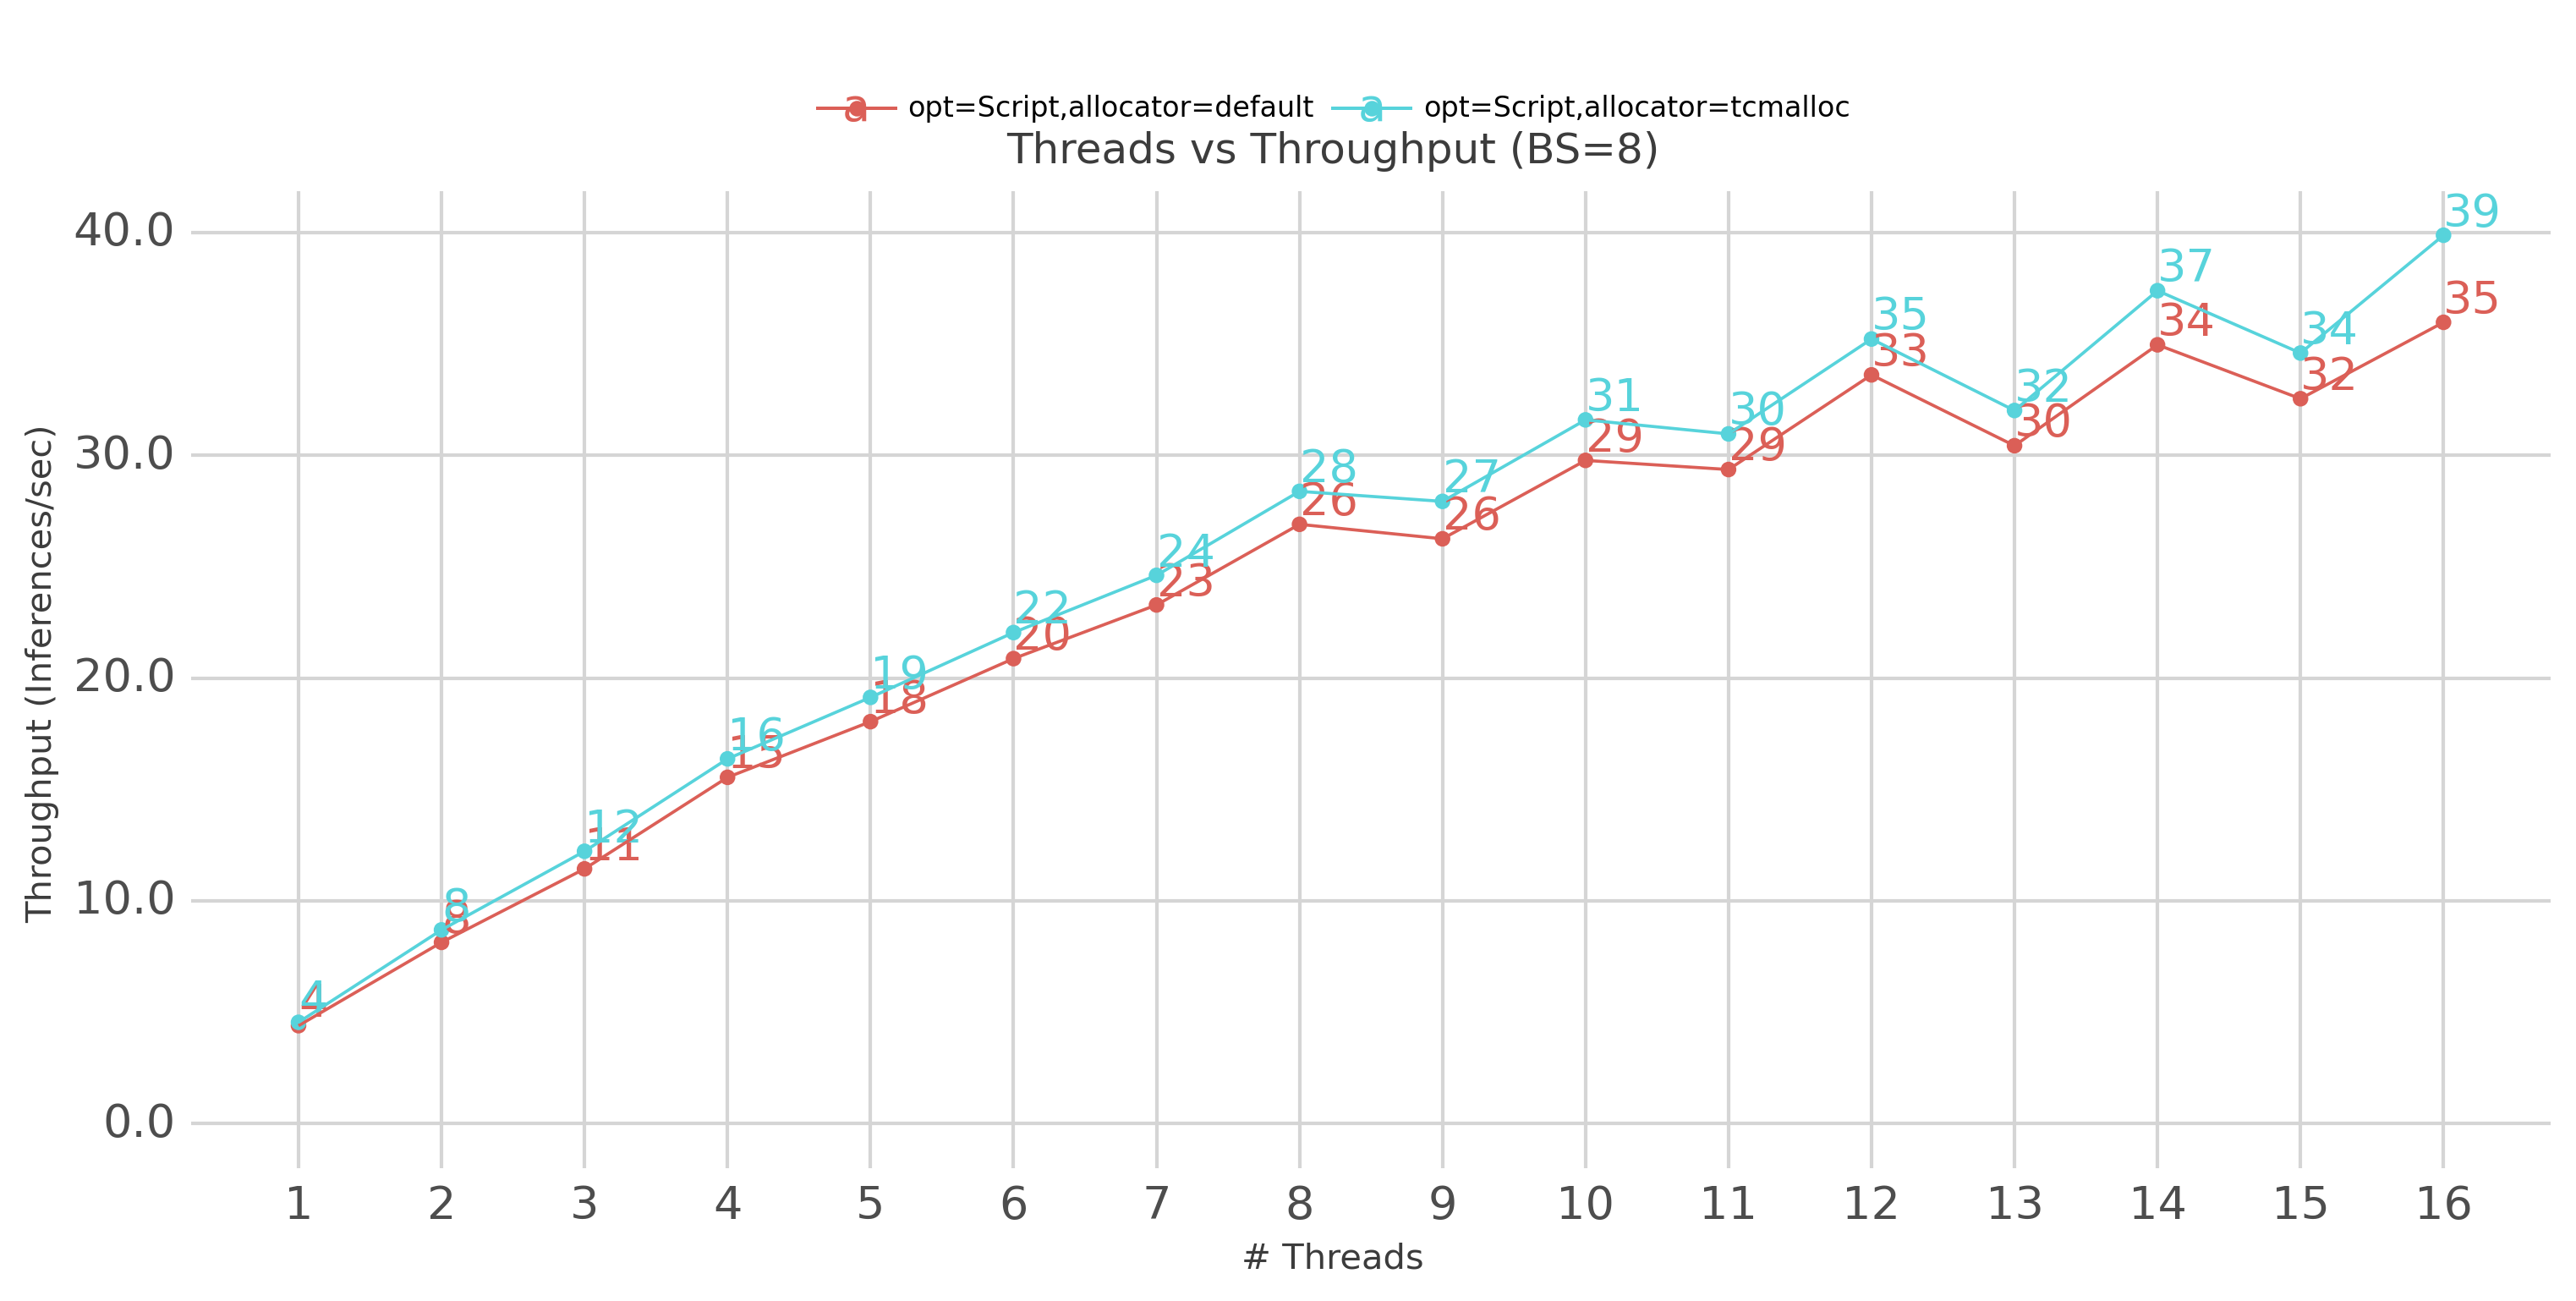 a opt=Script,allocator=default a opt=Script,allocator=tcmalloc
Threads vs Throughput (BS=8)
Throughput (Inferences/sec)
40.0
30.0
20.0
10.0
0.0
4 8 12 16 19 22 24 28 27 31 30 35 32 37 34 39
4 8 11 15 18 20 23 26 26 29 29 33 30 34 32 35
1 2 3 4 5 6 7 8 9 10 11 12 13 14 15 16
# Threads